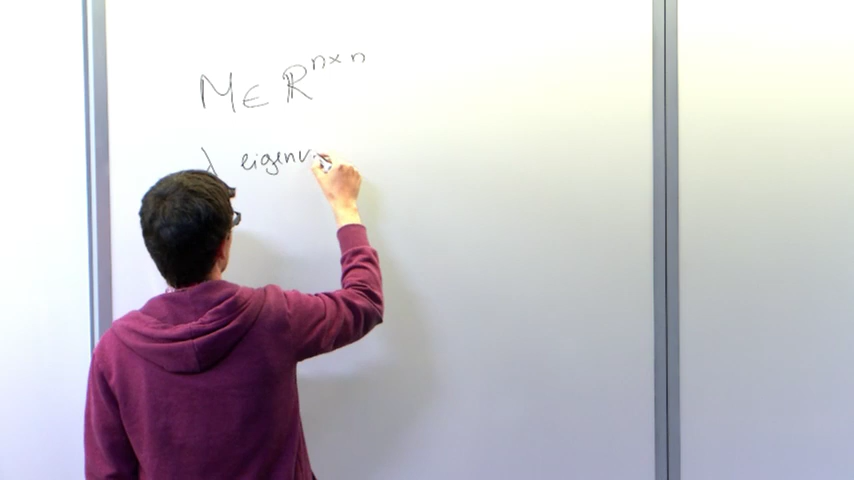 M ∈ ℝ^{n×n}
λ eigenv